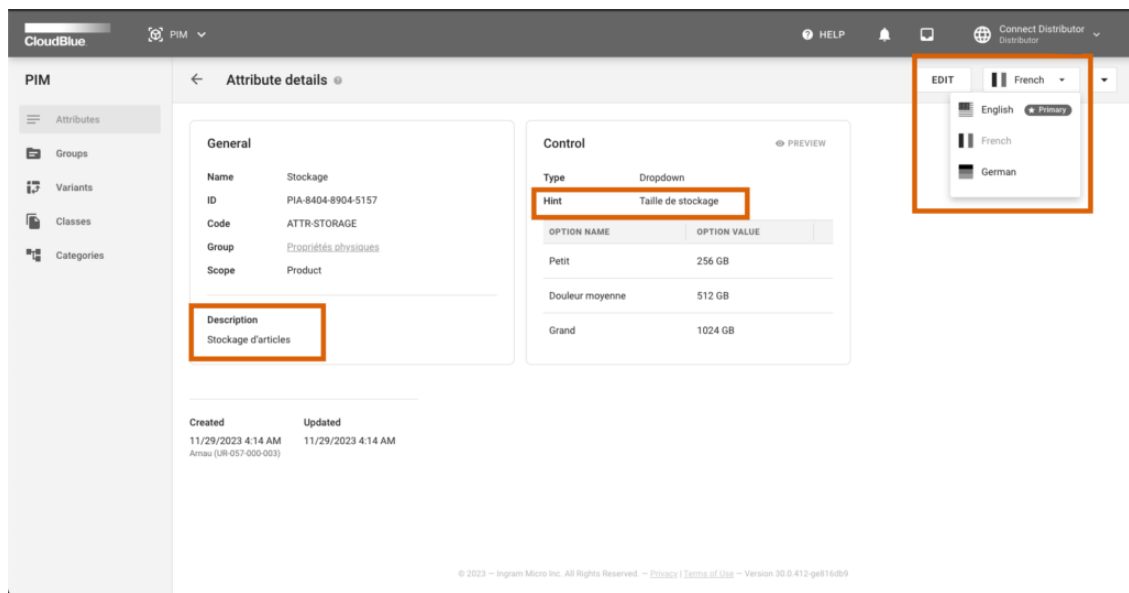 CloudBlue
PIM
HELP
Connect Distributor
Distributor
PIM
Attribute details
EDIT
French
English
Primary
French
German
Attributes
Groups
Variants
Classes
Categories
General
Name Stockage
ID PIA-8404-8904-5157
Code ATTR-STORAGE
Group Propriétés physiques
Scope Product
Description
Stockage d'articles
Control
PREVIEW
Type Dropdown
Hint Taille de stockage
OPTION NAME OPTION VALUE
Petit 256 GB
Douleur moyenne 512 GB
Grand 1024 GB
Created Updated
11/29/2023 4:14 AM 11/29/2023 4:14 AM
Arnau (UR-057-000-003)
© 2023 — Ingram Micro Inc. All Rights Reserved. — Privacy | Terms of Use — Version 30.0.412-ge816db9